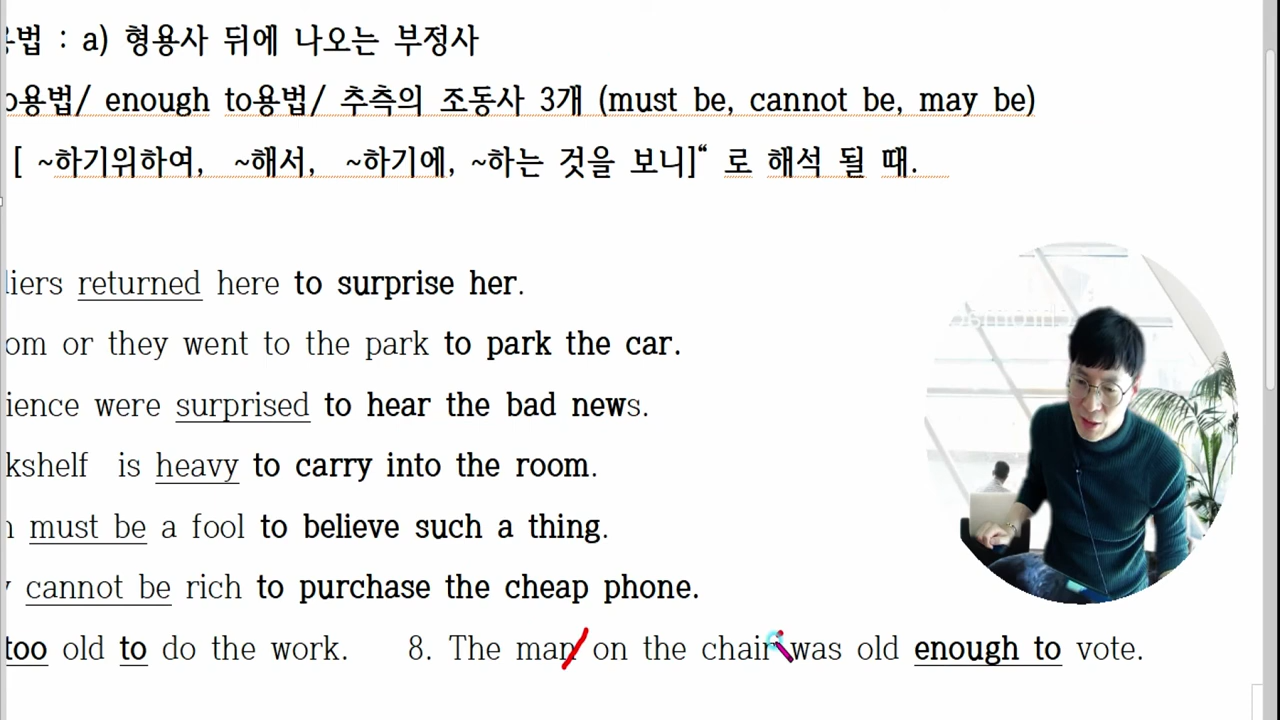 용법 : a) 형용사 뒤에 나오는 부정사
o용법/ enough to용법/ 추측의 조동사 3개 (must be, cannot be, may be)
[ ~하기위하여, ~해서, ~하기에, ~하는 것을 보니]“ 로 해석 될 때.
liers returned here to surprise her.
om or they went to the park to park the car.
ience were surprised to hear the bad news.
kshelf is heavy to carry into the room.
must be a fool to believe such a thing.
cannot be rich to purchase the cheap phone.
too old to do the work. 8. The man on the chair was old enough to vote.